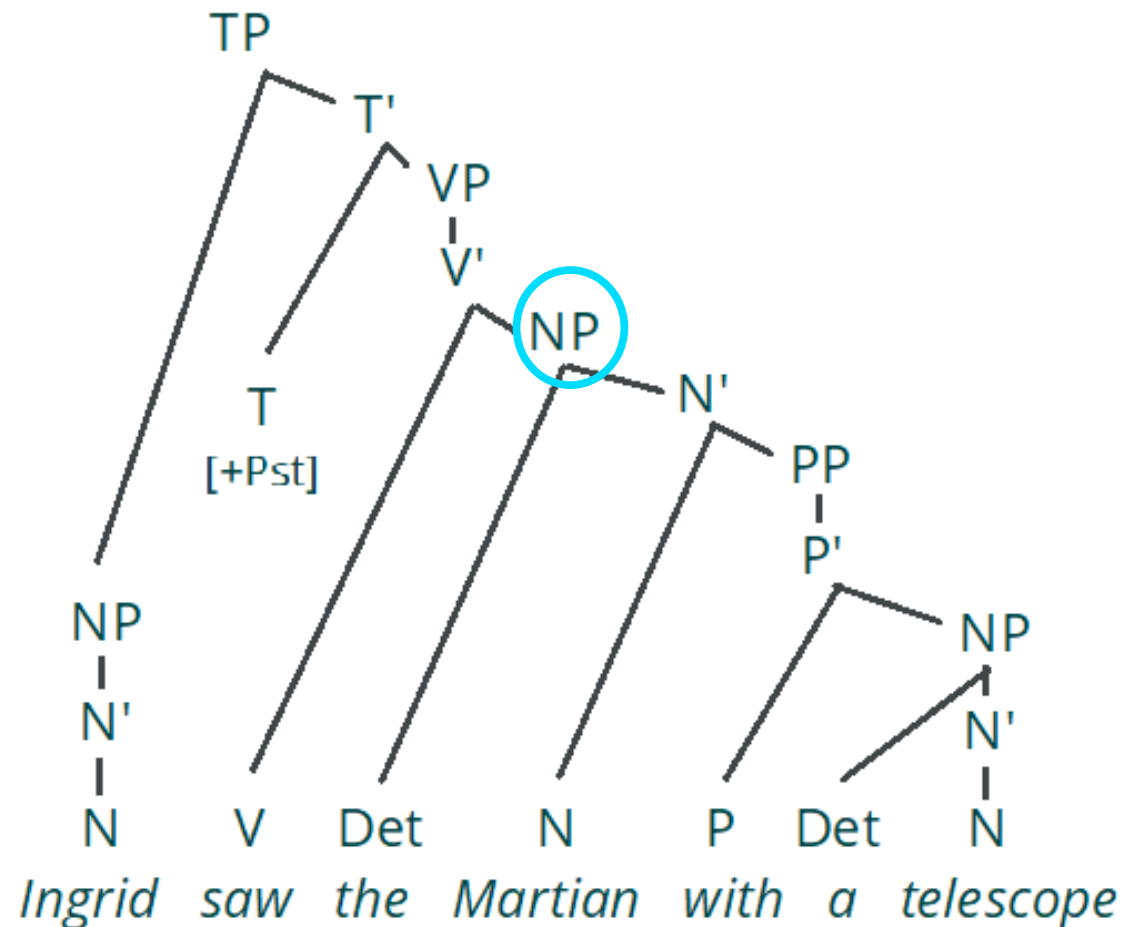 TP
T'
VP
V'
NP
N'
T
[+Pst]
PP
P'
NP
NP
N'
N'
N V Det N P Det N
Ingrid saw the Martian with a telescope